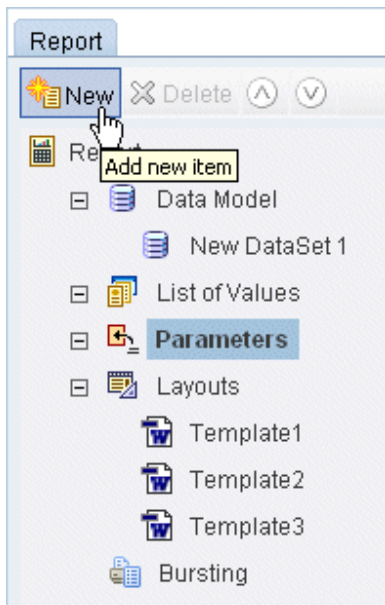 Report
New Delete
Re
Add new item
Data Model
New DataSet 1
List of Values
Parameters
Layouts
Template1
Template2
Template3
Bursting